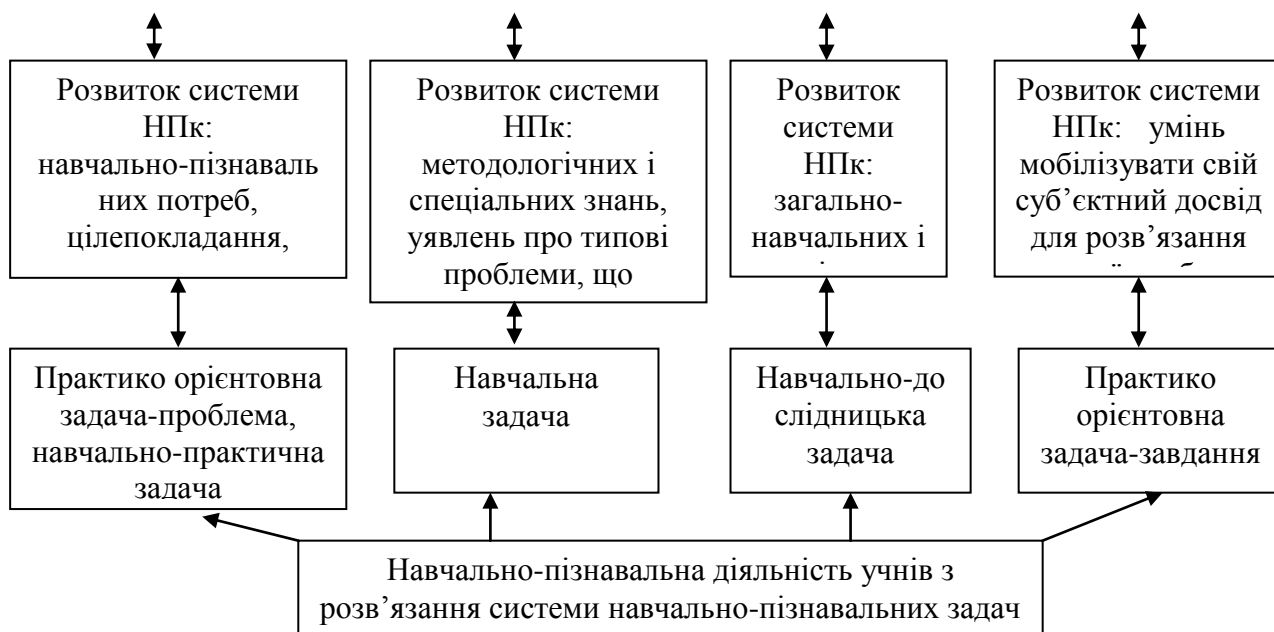 Розвиток системи
НПк:
навчально-пізнаваль
них потреб,
цілепокладання,
Розвиток системи
НПк:
методологічних і
спеціальних знань,
уявлень про типові
проблеми, що
Розвиток
системи
НПк:
загально-
навчальних і
Розвиток системи
НПк: умінь
мобілізувати свій
суб’єктний досвід
для розв’язання
Практико орієнтовна
задача-проблема,
навчально-практична
задача
Навчальна
задача
Навчально-до
слідницька
задача
Практико
орієнтовна
задача-завдання
Навчально-пізнавальна діяльність учнів з
розв’язання системи навчально-пізнавальних задач